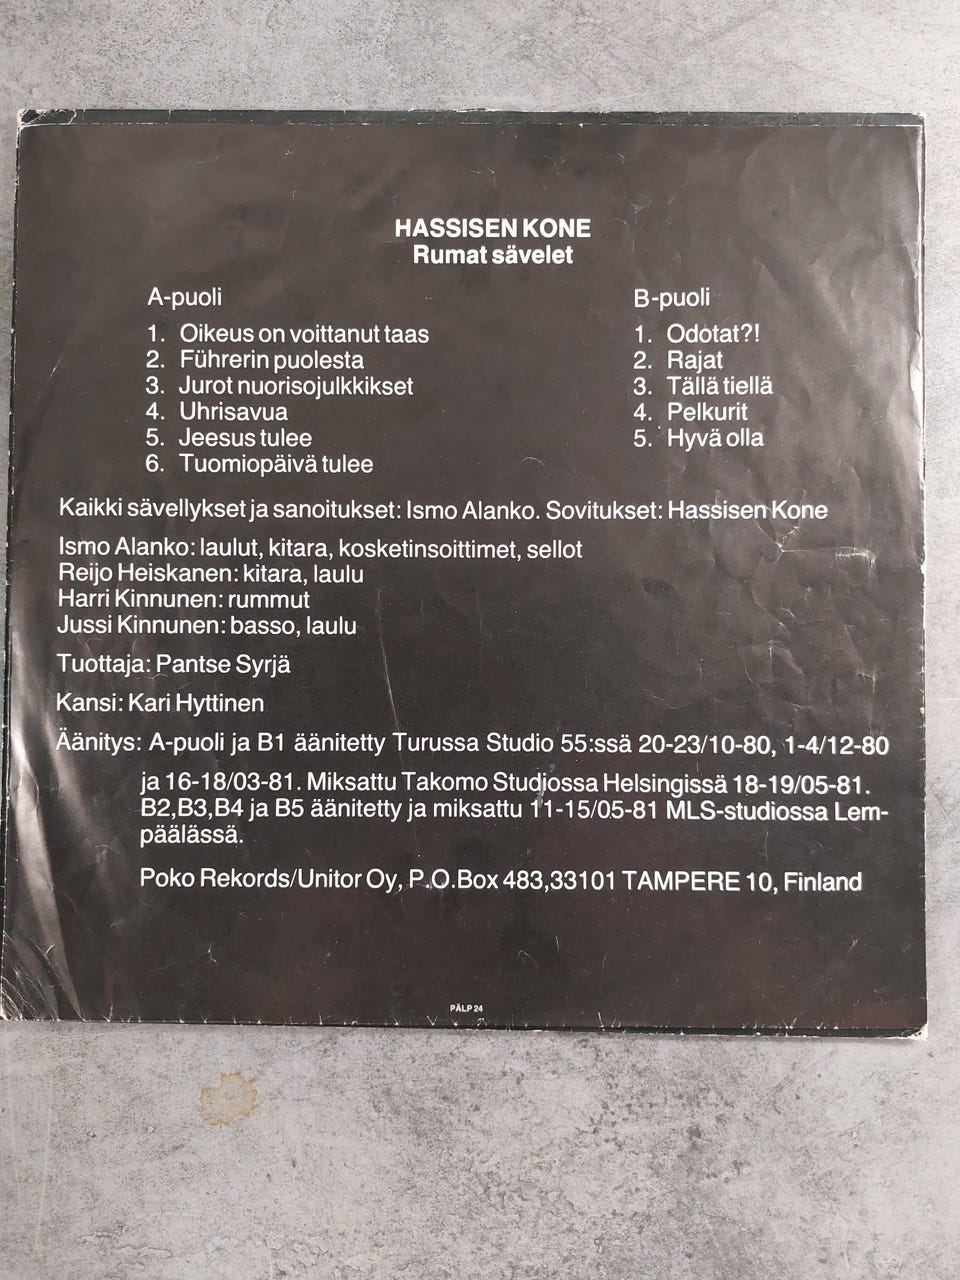 HASSISEN KONE
Rumat sävelet
A-puoli
1. Oikeus on voittanut taas
2. Führerin puolesta
3. Jurot nuorisojulkkikset
4. Uhrisavua
5. Jeesus tulee
6. Tuomiopäivä tulee
B-puoli
1. Odotat?!
2. Rajat
3. Tällä tiellä
4. Pelkurit
5. Hyvä olla
Kaikki sävellykset ja sanoitukset: Ismo Alanko. Sovitukset: Hassisen Kone
Ismo Alanko: laulut, kitara, kosketinsoittimet, sellot
Reijo Heiskanen: kitara, laulu
Harri Kinnunen: rummut
Jussi Kinnunen: basso, laulu
Tuottaja: Pantse Syrjä
Kansi: Kari Hyttinen
Äänitys: A-puoli ja B1 äänitetty Turussa Studio 55:ssä 20-23/10-80, 1-4/12-80
ja 16-18/03-81. Miksattu Takomo Studiossa Helsingissä 18-19/05-81.
B2,B3,B4 ja B5 äänitetty ja miksattu 11-15/05-81 MLS-studiossa Lem-
päälässä.
Poko Rekords/Unitor Oy, P.O.Box 483,33101 TAMPERE 10, Finland
PÄLP 24